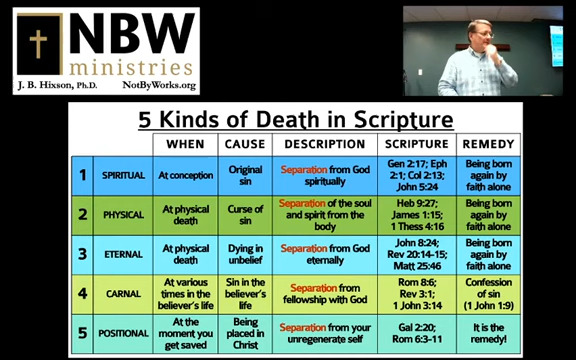 NBW
ministries
J. B. Hixson, Ph.D. NotByWorks.org
5 Kinds of Death in Scripture
WHEN CAUSE DESCRIPTION SCRIPTURE REMEDY
1 SPIRITUAL
At conception
Original
sin
Separation from God
spiritually
Gen 2:17; Eph
2:1; Col 2:13;
John 5:24
Being born
again by
faith alone
2 PHYSICAL
At physical
death
Curse of
sin
Separation of the soul
and spirit from the
body
Heb 9:27;
James 1:15;
1 Thess 4:16
Being born
again by
faith alone
3 ETERNAL
At physical
death
Dying in
unbelief
Separation from God
eternally
John 8:24;
Rev 20:14-15;
Matt 25:46
Being born
again by
faith alone
4 CARNAL
At various
times in the
believer's life
Sin in the
believer's
life
Separation from
fellowship with God
Rom 8:6;
Rev 3:1;
1 John 3:14
Confession
of sin
(1 John 1:9)
5 POSITIONAL
At the
moment you
get saved
Being
placed in
Christ
Separation from your
unregenerate self
Gal 2:20;
Rom 6:3-11
It is the
remedy!